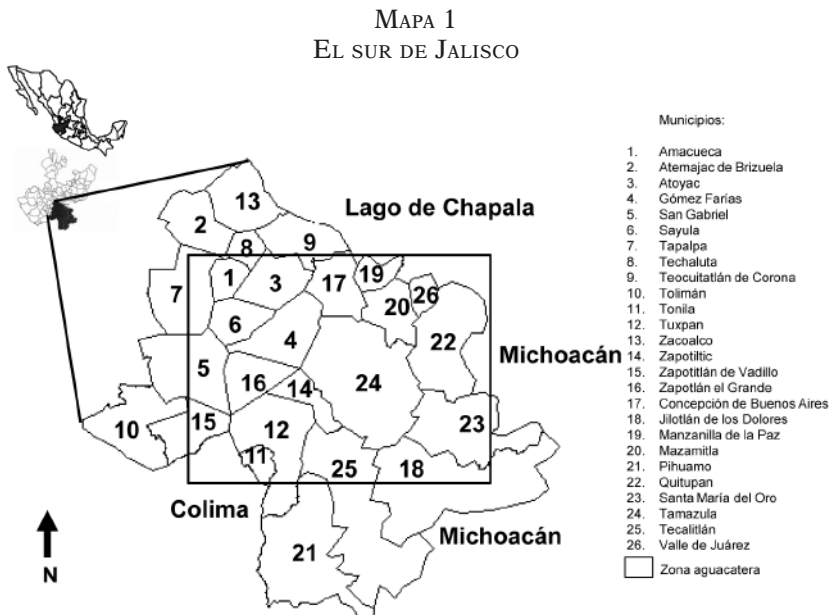 Mapa 1
El sur de Jalisco
Lago de Chapala
Michoacán
Colima
Michoacán
N
13
2
8
9
1
3
17
19
20
26
7
6
4
22
5
16
14
24
10
15
12
11
25
18
23
21
Municipios:
1. Amacueca
2. Atemajac de Brizuela
3. Atoyac
4. Gómez Farías
5. San Gabriel
6. Sayula
7. Tapalpa
8. Techaluta
9. Teocuitatlán de Corona
10. Tolimán
11. Tonila
12. Tuxpan
13. Zacoalco
14. Zapotiltic
15. Zapotitlán de Vadillo
16. Zapotlán el Grande
17. Concepción de Buenos Aires
18. Jilotlán de los Dolores
19. Manzanilla de la Paz
20. Mazamitla
21. Pihuamo
22. Quitupan
23. Santa María del Oro
24. Tamazula
25. Tecalitlán
26. Valle de Juárez
Zona aguacatera